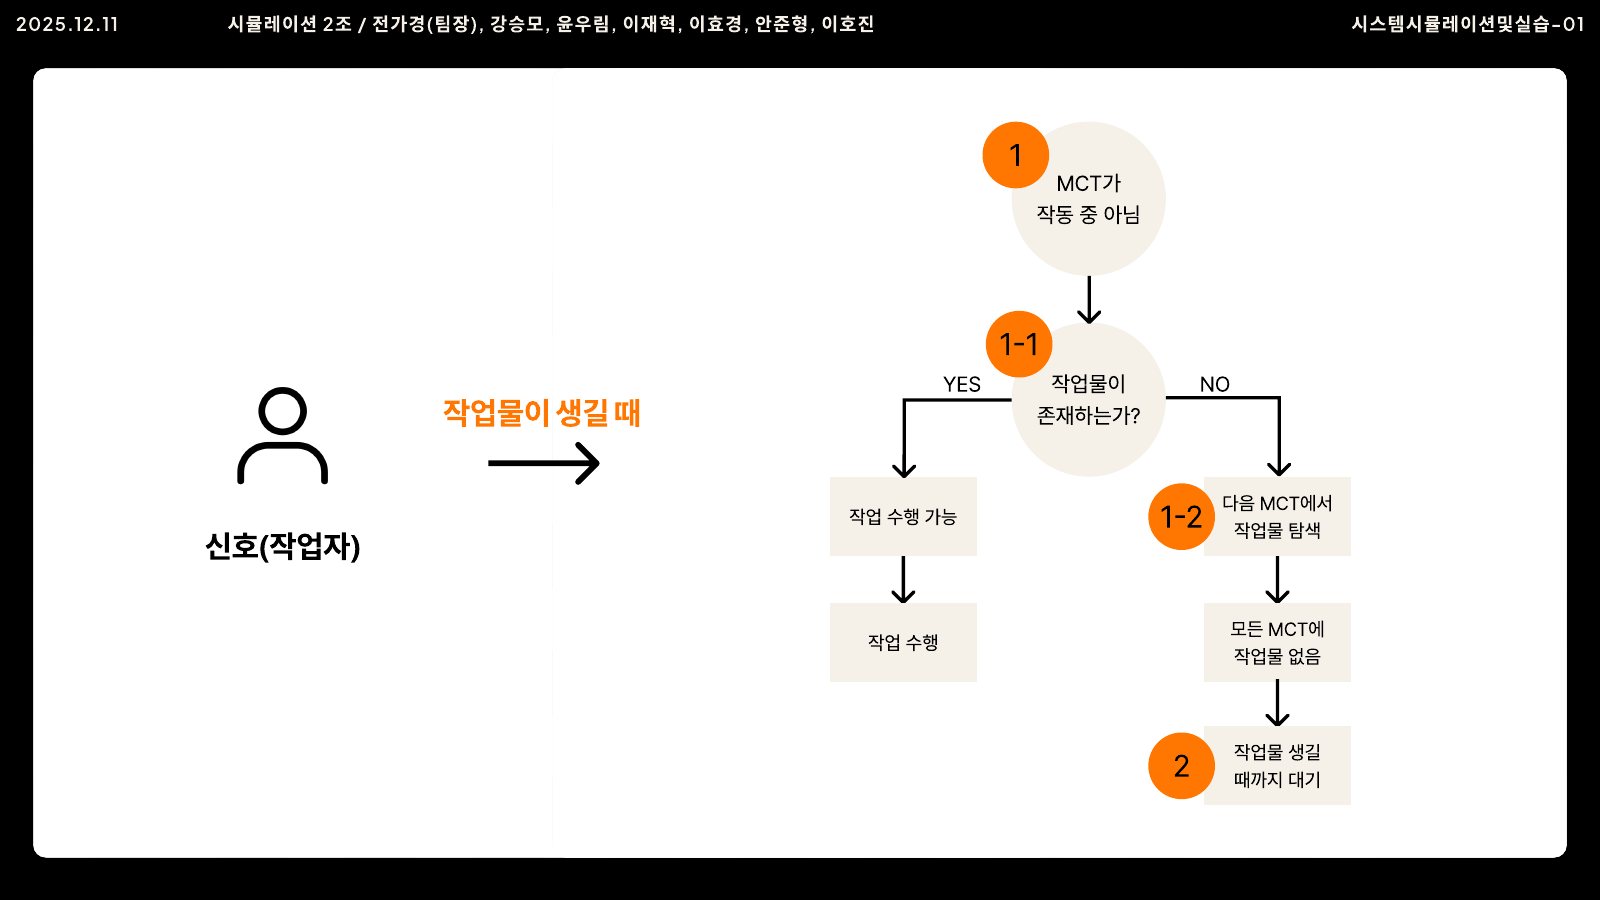 2025.12.11
시뮬레이션 2조 / 전가경(팀장), 강승모, 윤우림, 이재혁, 이효경, 안준형, 이호진
시스템시뮬레이션및실습-01
신호(작업자)
작업물이 생길 때
1
MCT가
작동 중 아님
1-1
작업물이
존재하는가?
YES
NO
작업 수행 가능
작업 수행
1-2
다음 MCT에서
작업물 탐색
모든 MCT에
작업물 없음
2
작업물 생길
때까지 대기